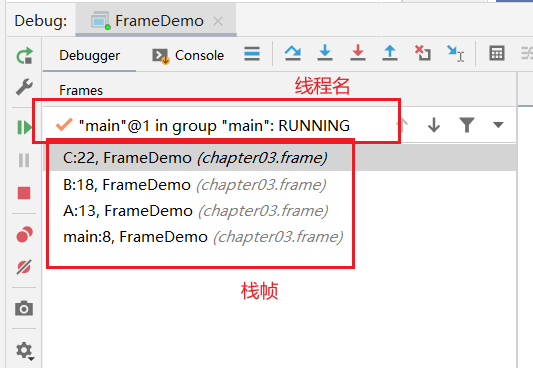 Debug: FrameDemo
Debugger Console
Frames
线程名
"main"@1 in group "main": RUNNING
C:22, FrameDemo (chapter03.frame)
B:18, FrameDemo (chapter03.frame)
A:13, FrameDemo (chapter03.frame)
main:8, FrameDemo (chapter03.frame)
栈帧